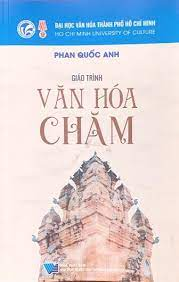 ĐẠI HỌC VĂN HÓA THÀNH PHỐ HỒ CHÍ MINH
HO CHI MINH UNIVERSITY OF CULTURE
PHAN QUỐC ANH
GIÁO TRÌNH
VĂN HÓA
CHĂM